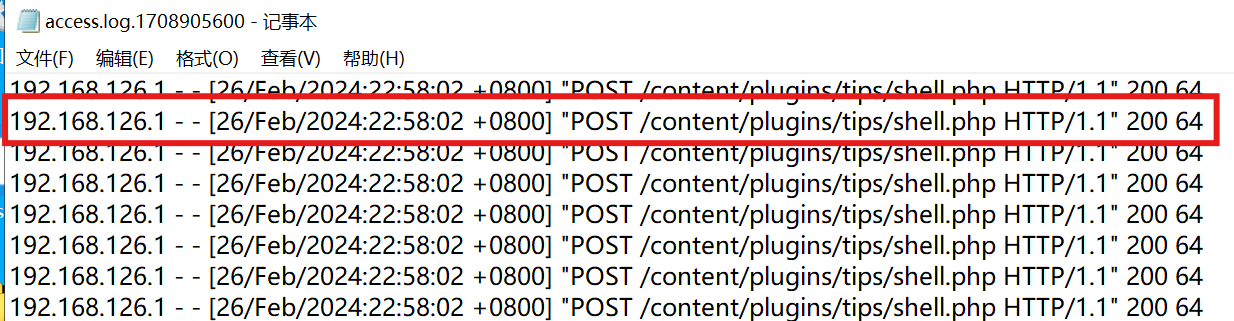 access.log.1708905600 - 记事本
文件(F) 编辑(E) 格式(O) 查看(V) 帮助(H)
192.168.126.1 - - [26/Feb/2024:22:58:02 +0800] "POST /content/plugins/tips/shell.php HTTP/1.1" 200 64
192.168.126.1 - - [26/Feb/2024:22:58:02 +0800] "POST /content/plugins/tips/shell.php HTTP/1.1" 200 64
192.168.126.1 - - [26/Feb/2024:22:58:02 +0800] "POST /content/plugins/tips/shell.php HTTP/1.1" 200 64
192.168.126.1 - - [26/Feb/2024:22:58:02 +0800] "POST /content/plugins/tips/shell.php HTTP/1.1" 200 64
192.168.126.1 - - [26/Feb/2024:22:58:02 +0800] "POST /content/plugins/tips/shell.php HTTP/1.1" 200 64
192.168.126.1 - - [26/Feb/2024:22:58:02 +0800] "POST /content/plugins/tips/shell.php HTTP/1.1" 200 64
192.168.126.1 - - [26/Feb/2024:22:58:02 +0800] "POST /content/plugins/tips/shell.php HTTP/1.1" 200 64
192.168.126.1 - - [26/Feb/2024:22:58:02 +0800] "POST /content/plugins/tips/shell.php HTTP/1.1" 200 64